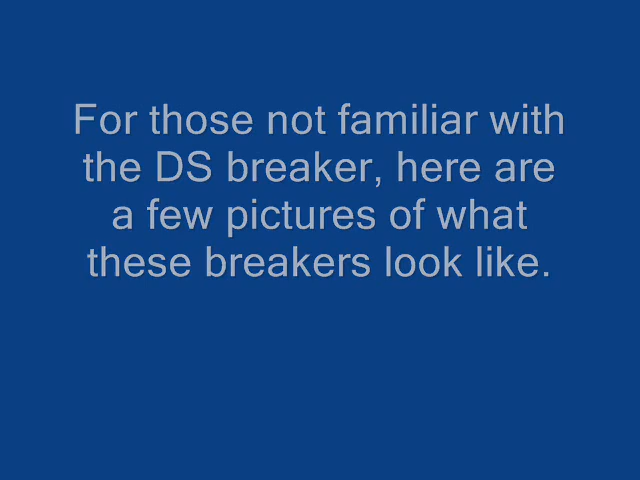 For those not familiar with
the DS breaker, here are
a few pictures of what
these breakers look like.